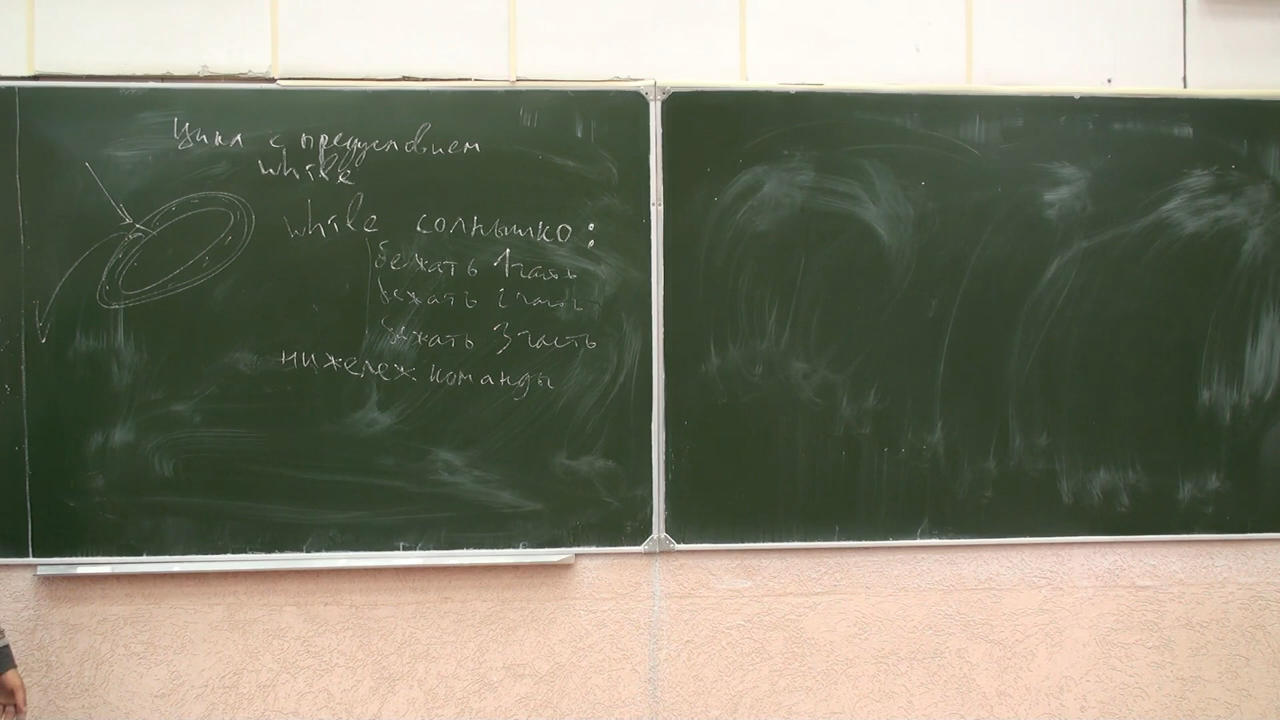 Цикл с предусловием
while
while солнышко:
бежать 1 часть
бежать 2 часть
бежать 3 часть
нижележ. команды